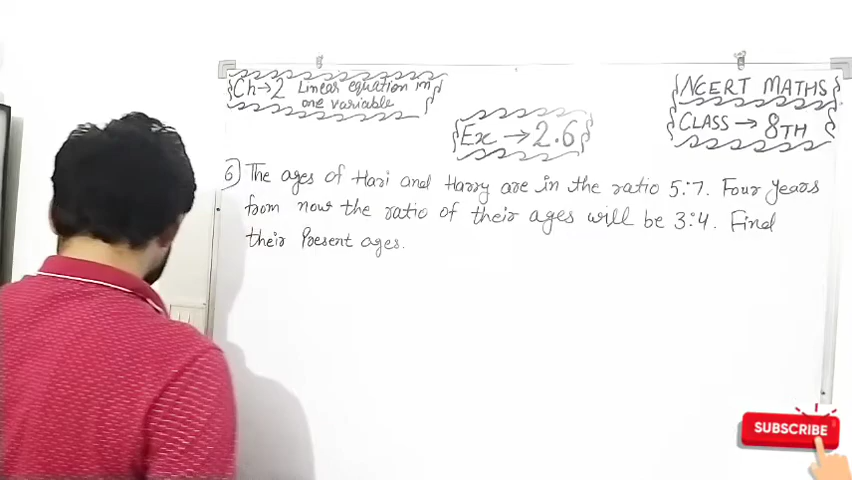 Ch→2 Linear equation in
one variable
NCERT MATHS
CLASS → 8TH
Ex → 2.6
6) The ages of Hari and Harry are in the ratio 5:7. Four years
from now the ratio of their ages will be 3:4. Find
their Present ages.
SUBSCRIBE